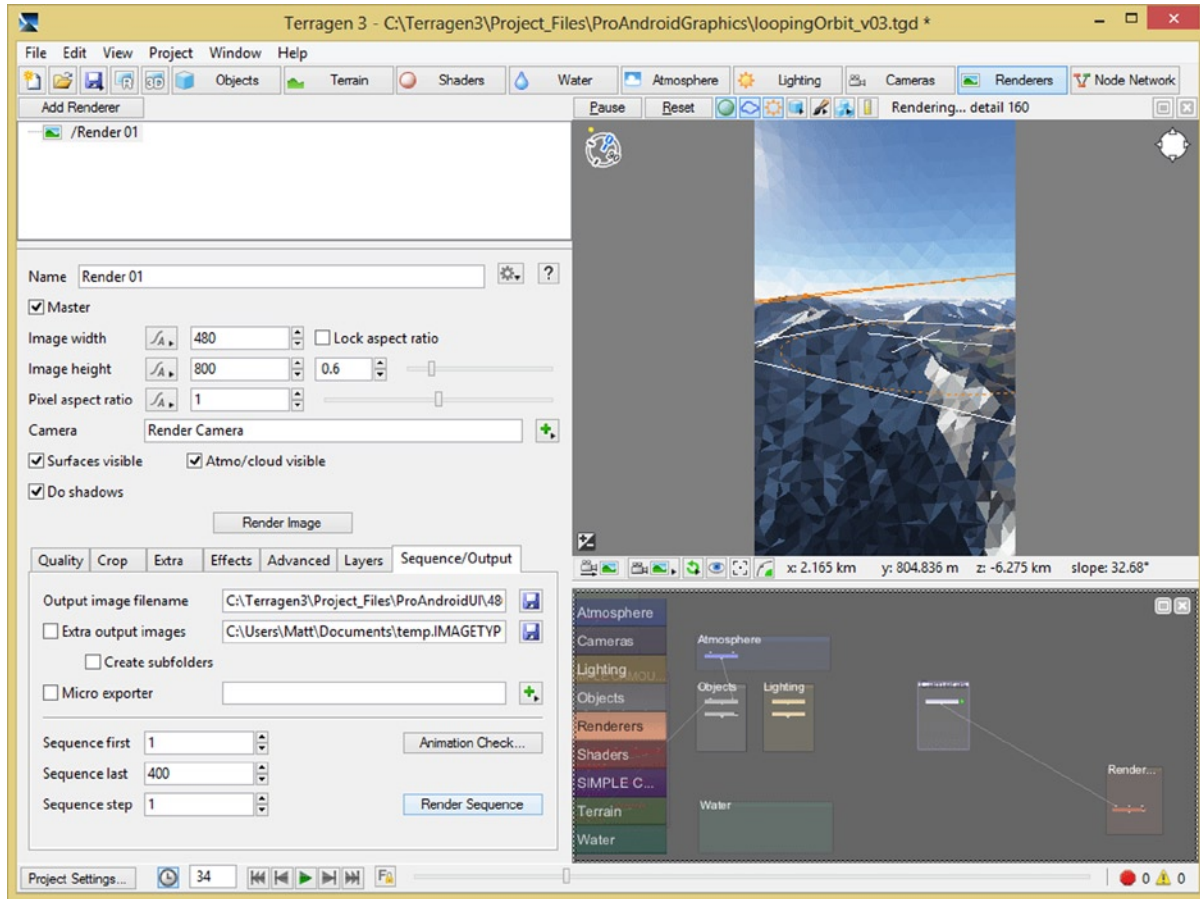 Terragen 3 - C:\Terragen3\Project_Files\ProAndroidGraphics\loopingOrbit_v03.tgd *
File Edit View Project Window Help
Objects Terrain Shaders Water Atmosphere Lighting Cameras Renderers Node Network
Add Renderer
Pause Reset Rendering... detail 160
/Render 01
Name Render 01 ?
Master
Image width 480 Lock aspect ratio
Image height 800 0.6
Pixel aspect ratio 1
Camera Render Camera
Surfaces visible Atmo/cloud visible
Do shadows
Render Image
Quality Crop Extra Effects Advanced Layers Sequence/Output
x: 2.165 km y: 804.836 m z: -6.275 km slope: 32.68°
Output image filename C:\Terragen3\Project_Files\ProAndroidUI\48
Extra output images C:\Users\Matt\Documents\temp.IMAGETYP
Create subfolders
Micro exporter
Sequence first 1 Animation Check...
Sequence last 400
Sequence step 1 Render Sequence
Atmosphere
Cameras
Lighting
Objects
Renderers
Shaders
SIMPLE C...
Terrain
Water
Atmosphere
Objects Lighting
Render...
Water
Project Settings... 34 0 0